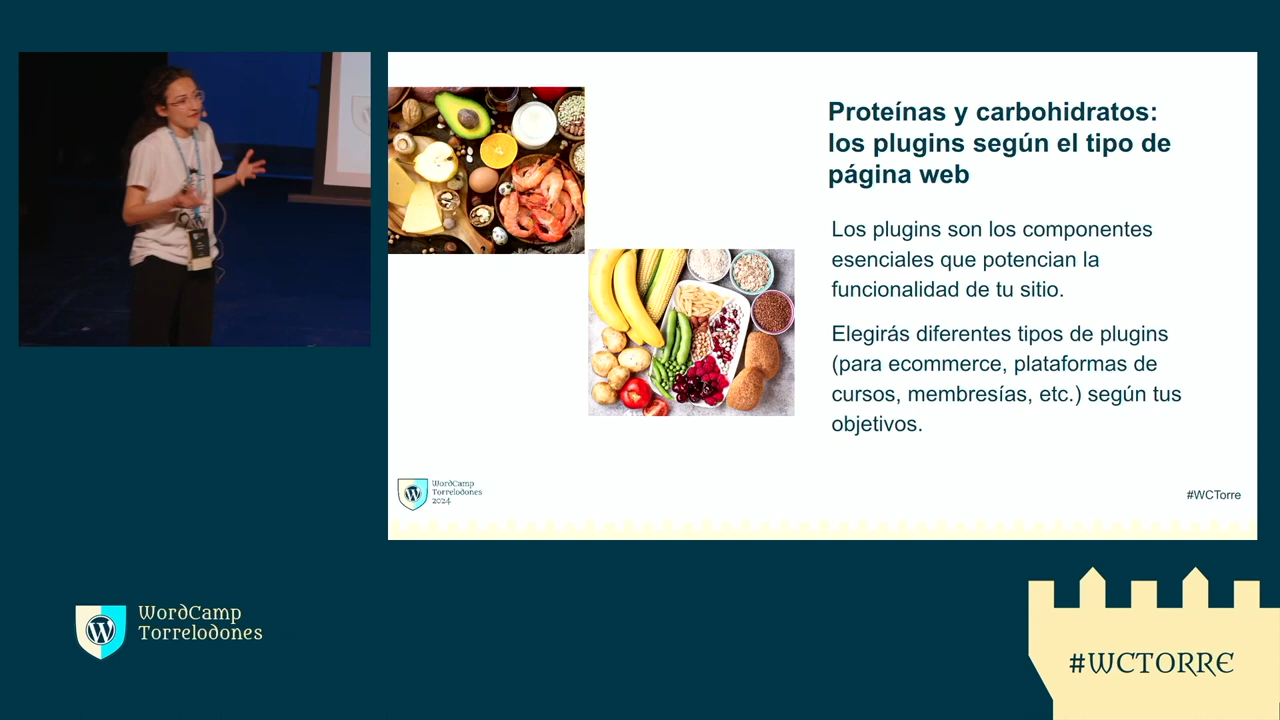 Proteínas y carbohidratos:
los plugins según el tipo de
página web
Los plugins son los componentes
esenciales que potencian la
funcionalidad de tu sitio.
Elegirás diferentes tipos de plugins
(para ecommerce, plataformas de
cursos, membresías, etc.) según tus
objetivos.
WordCamp
Torrelodones
2024
#WCTorre
WordCamp
Torrelodones
#WCTORRE